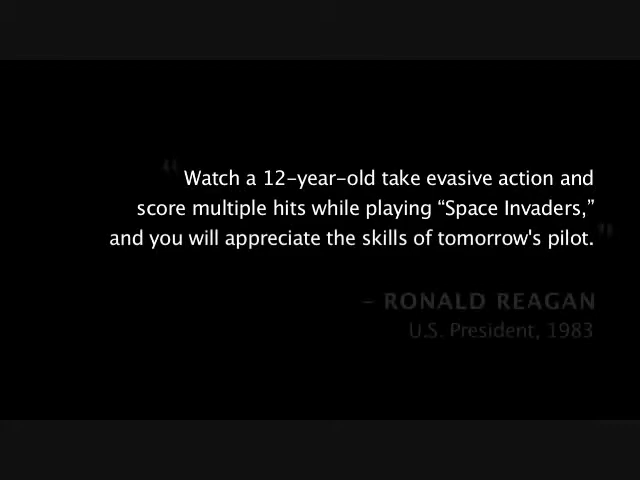 "Watch a 12-year-old take evasive action and
score multiple hits while playing “Space Invaders,”
and you will appreciate the skills of tomorrow's pilot."
– RONALD REAGAN
U.S. President, 1983